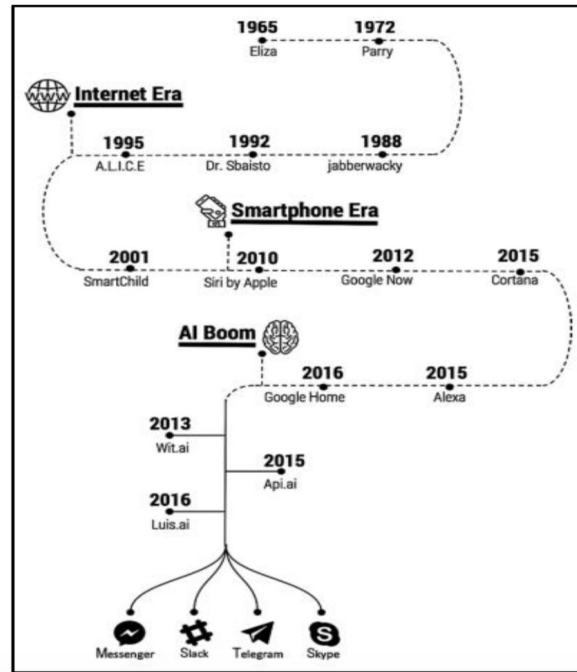 1965 1972
Eliza Parry
WWW Internet Era
1995 1992 1988
A.L.I.C.E Dr. Sbaisto jabberwacky
Smartphone Era
2001 2010 2012 2015
SmartChild Siri by Apple Google Now Cortana
AI Boom
2016 2015
Google Home Alexa
2013
Wit.ai
2015
Api.ai
2016
Luis.ai
Messenger Slack Telegram Skype